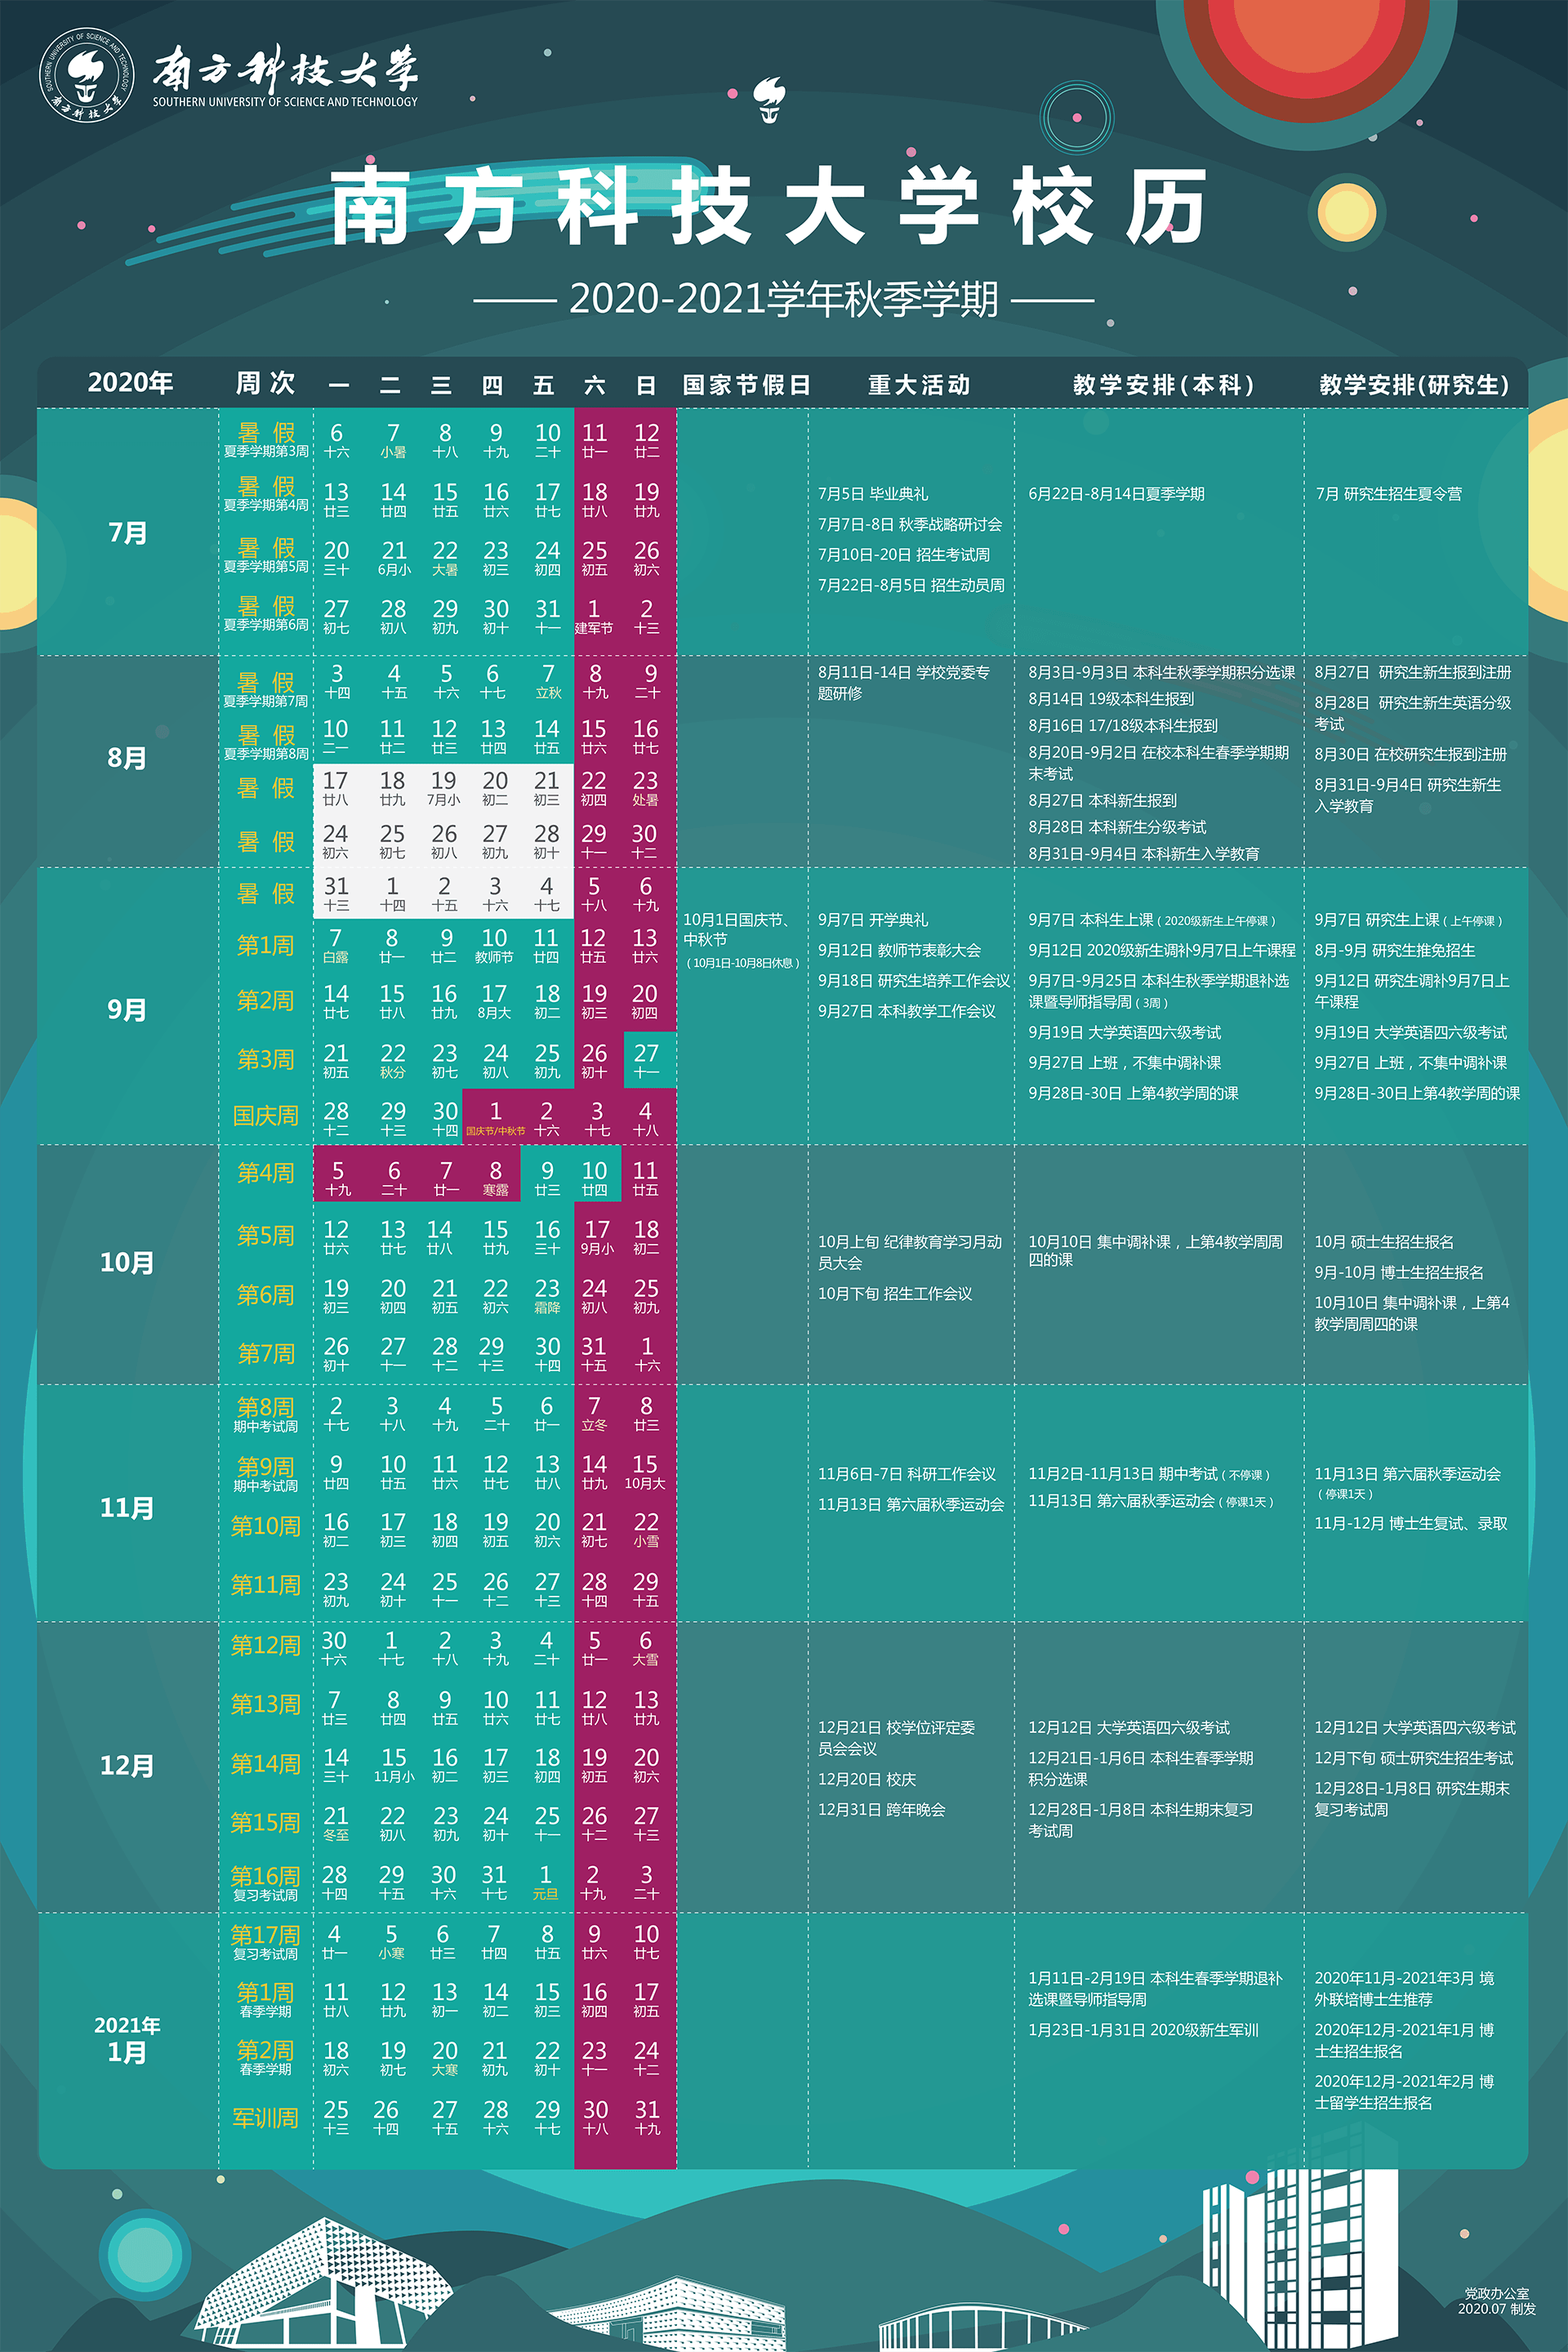 SOUTHERN UNIVERSITY OF SCIENCE AND TECHNOLOGY
南方科技大学
南方科技大学
SOUTHERN UNIVERSITY OF SCIENCE AND TECHNOLOGY
南方科技大学校历
2020-2021学年秋季学期
2020年 周次 一 二 三 四 五 六 日 国家节假日 重大活动 教学安排(本科) 教学安排(研究生)
7月
暑假 6 7 8 9 10 11 12
夏季学期第3周 十六 小暑 十八 十九 二十 廿一 廿二
暑假 13 14 15 16 17 18 19
夏季学期第4周 廿三 廿四 廿五 廿六 廿七 廿八 廿九
暑假 20 21 22 23 24 25 26
夏季学期第5周 三十 6月小 大暑 初三 初四 初五 初六
暑假 27 28 29 30 31 1 2
夏季学期第6周 初七 初八 初九 初十 十一 建军节 十三
7月5日 毕业典礼
7月7日-8日 秋季战略研讨会
7月10日-20日 招生考试周
7月22日-8月5日 招生动员周
6月22日-8月14日夏季学期
7月 研究生招生夏令营
8月
暑假 3 4 5 6 7 8 9
夏季学期第7周 十四 十五 十六 十七 立秋 十九 二十
暑假 10 11 12 13 14 15 16
夏季学期第8周 二一 廿二 廿三 廿四 廿五 廿六 廿七
暑假 17 18 19 20 21 22 23
廿八 廿九 7月小 初二 初三 初四 处暑
暑假 24 25 26 27 28 29 30
初六 初七 初八 初九 初十 十一 十二
8月11日-14日 学校党委专
题研修
8月3日-9月3日 本科生秋季学期积分选课
8月14日 19级本科生报到
8月16日 17/18级本科生报到
8月20日-9月2日 在校本科生春季学期期
末考试
8月27日 本科新生报到
8月28日 本科新生分级考试
8月31日-9月4日 本科新生入学教育
8月27日 研究生新生报到注册
8月28日 研究生新生英语分级
考试
8月30日 在校研究生报到注册
8月31日-9月4日 研究生新生
入学教育
9月
暑假 31 1 2 3 4 5 6
十三 十四 十五 十六 十七 十八 十九
第1周 7 8 9 10 11 12 13
白露 廿一 廿二 教师节 廿四 廿五 廿六
第2周 14 15 16 17 18 19 20
廿七 廿八 廿九 8月大 初二 初三 初四
第3周 21 22 23 24 25 26 27
初五 秋分 初七 初八 初九 初十 十一
国庆周 28 29 30 1 2 3 4
十二 十三 十四 国庆节/中秋节 十六 十七 十八
10月1日国庆节、
中秋节
（10月1日-10月8日休息）
9月7日 开学典礼
9月12日 教师节表彰大会
9月18日 研究生培养工作会议
9月27日 本科教学工作会议
9月7日 本科生上课（2020级新生上午停课）
9月12日 2020级新生调补9月7日上午课程
9月7日-9月25日 本科生秋季学期退补选
课暨导师指导周（3周）
9月19日 大学英语四六级考试
9月27日 上班，不集中调补课
9月28日-30日 上第4教学周的课
9月7日 研究生上课（上午停课）
8月-9月 研究生推免招生
9月12日 研究生调补9月7日上
午课程
9月19日 大学英语四六级考试
9月27日 上班，不集中调补课
9月28日-30日上第4教学周的课
10月
第4周 5 6 7 8 9 10 11
十九 二十 廿一 寒露 廿三 廿四 廿五
第5周 12 13 14 15 16 17 18
廿六 廿七 廿八 廿九 三十 9月小 初二
第6周 19 20 21 22 23 24 25
初三 初四 初五 初六 霜降 初八 初九
第7周 26 27 28 29 30 31 1
初十 十一 十二 十三 十四 十五 十六
10月上旬 纪律教育学习月动
员大会
10月下旬 招生工作会议
10月10日 集中调补课，上第4教学周周
四的课
10月 硕士生招生报名
9月-10月 博士生招生报名
10月10日 集中调补课，上第4
教学周周四的课
11月
第8周 2 3 4 5 6 7 8
期中考试周 十七 十八 十九 二十 廿一 立冬 廿三
第9周 9 10 11 12 13 14 15
期中考试周 廿四 廿五 廿六 廿七 廿八 廿九 10月大
第10周 16 17 18 19 20 21 22
初二 初三 初四 初五 初六 初七 小雪
第11周 23 24 25 26 27 28 29
初九 初十 十一 十二 十三 十四 十五
11月6日-7日 科研工作会议
11月13日 第六届秋季运动会
11月2日-11月13日 期中考试（不停课）
11月13日 第六届秋季运动会（停课1天）
11月13日 第六届秋季运动会
（停课1天）
11月-12月 博士生复试、录取
12月
第12周 30 1 2 3 4 5 6
十六 十七 十八 十九 二十 廿一 大雪
第13周 7 8 9 10 11 12 13
廿三 廿四 廿五 廿六 廿七 廿八 廿九
第14周 14 15 16 17 18 19 20
三十 11月小 初二 初三 初四 初五 初六
第15周 21 22 23 24 25 26 27
冬至 初八 初九 初十 十一 十二 十三
第16周 28 29 30 31 1 2 3
复习考试周 十四 十五 十六 十七 元旦 十九 二十
12月21日 校学位评定委
员会会议
12月20日 校庆
12月31日 跨年晚会
12月12日 大学英语四六级考试
12月21日-1月6日 本科生春季学期
积分选课
12月28日-1月8日 本科生期末复习
考试周
12月12日 大学英语四六级考试
12月下旬 硕士研究生招生考试
12月28日-1月8日 研究生期末
复习考试周
2021年
1月
第17周 4 5 6 7 8 9 10
复习考试周 廿一 小寒 廿三 廿四 廿五 廿六 廿七
第1周 11 12 13 14 15 16 17
春季学期 廿八 廿九 初一 初二 初三 初四 初五
第2周 18 19 20 21 22 23 24
春季学期 初六 初七 大寒 初九 初十 十一 十二
军训周 25 26 27 28 29 30 31
十三 十四 十五 十六 十七 十八 十九
1月11日-2月19日 本科生春季学期退补
选课暨导师指导周
1月23日-1月31日 2020级新生军训
2020年11月-2021年3月 境
外联培博士生推荐
2020年12月-2021年1月 博
士生招生报名
2020年12月-2021年2月 博
士留学生招生报名
党政办公室
2020.07 制发